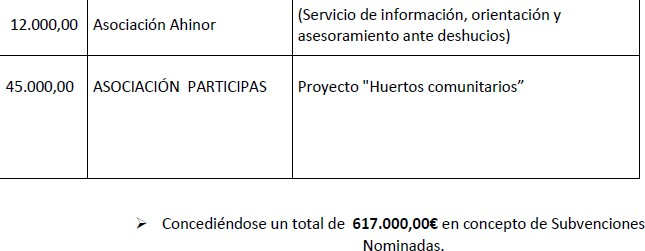 12.000,00 Asociación Ahinor (Servicio de información, orientación y
asesoramiento ante deshucios)
45.000,00 ASOCIACIÓN PARTICIPAS Proyecto "Huertos comunitarios”
➢ Concediéndose un total de 617.000,00€ en concepto de Subvenciones
Nominadas.